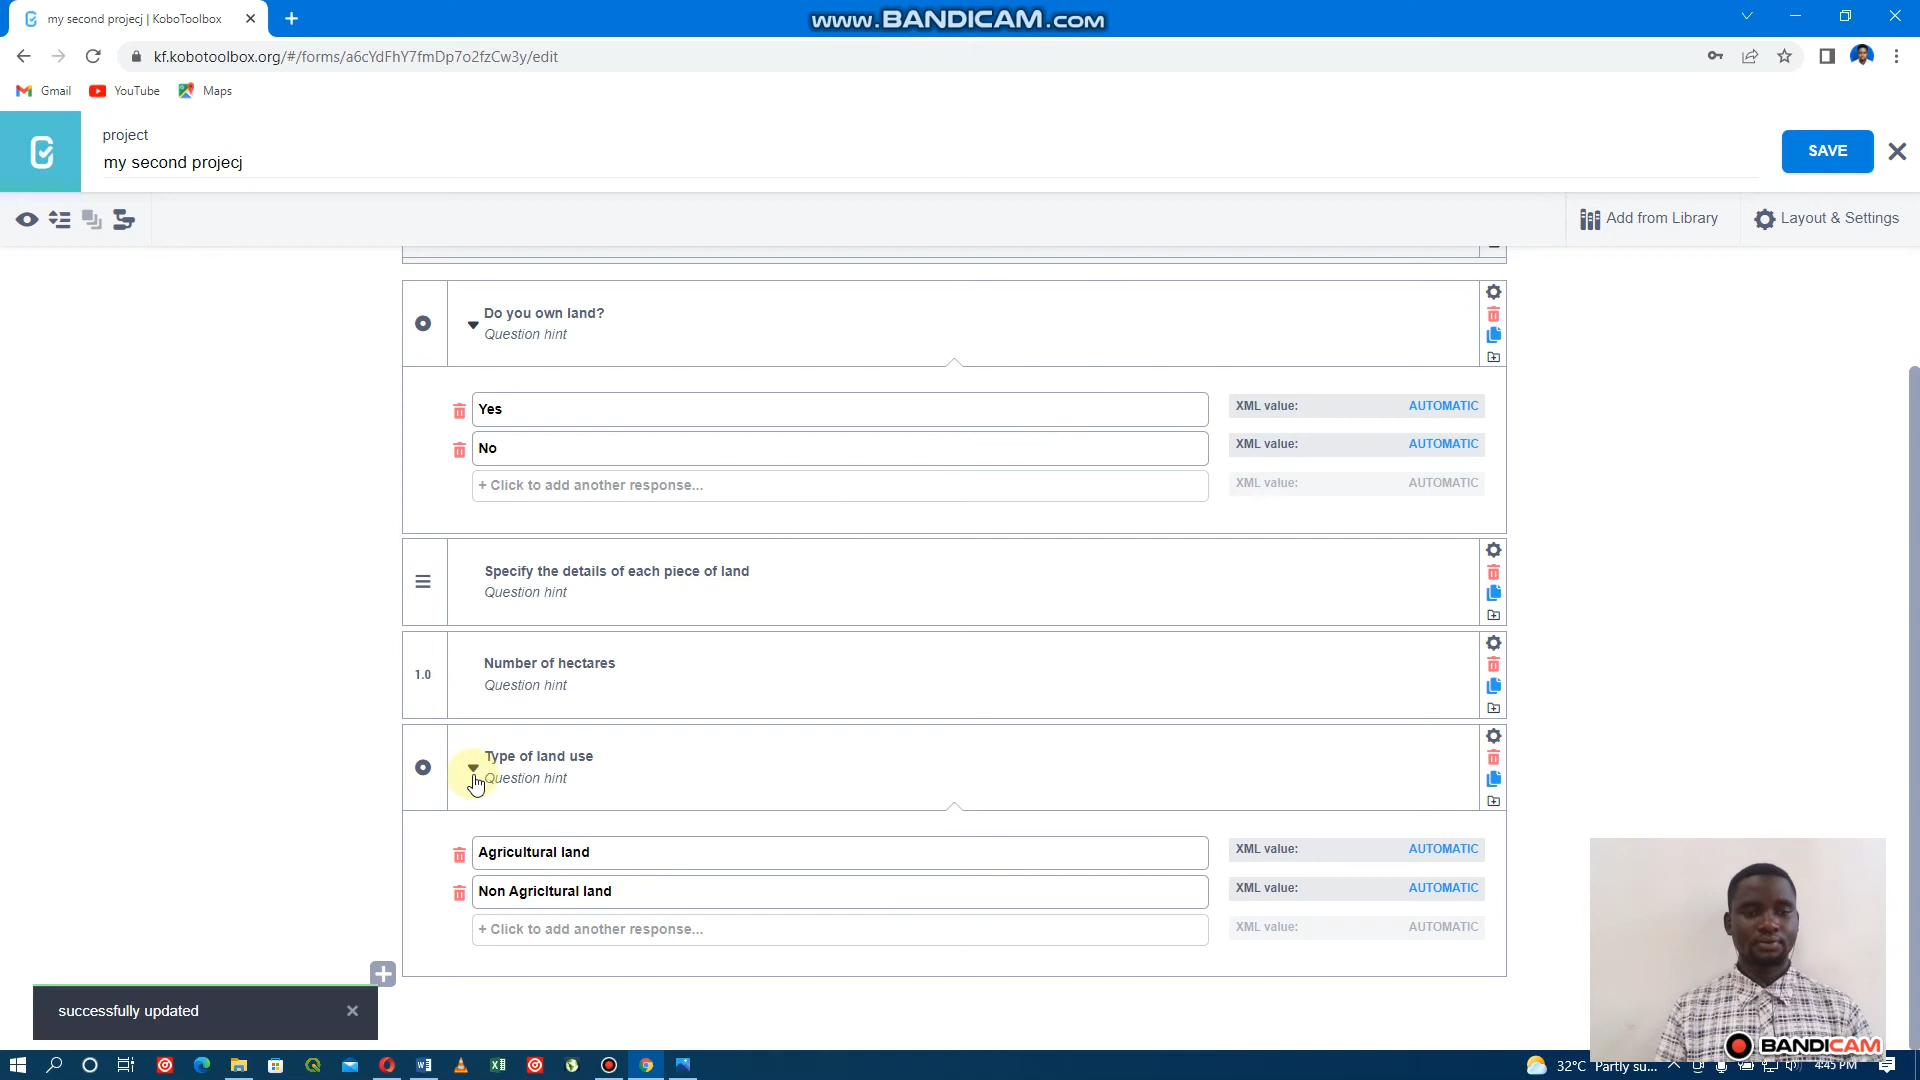 my second projecj | KoboToolbox
www.BANDICAM.com
kf.kobotoolbox.org/#/forms/a6cYdFhY7fmDp7o2fzCw3y/edit
Gmail YouTube Maps
project
my second projecj
SAVE
Add from Library
Layout & Settings
Do you own land?
Question hint
Yes
XML value: AUTOMATIC
No
XML value: AUTOMATIC
+ Click to add another response...
XML value: AUTOMATIC
Specify the details of each piece of land
Question hint
1.0
Number of hectares
Question hint
Type of land use
Question hint
Agricultural land
XML value: AUTOMATIC
Non Agricltural land
XML value: AUTOMATIC
+ Click to add another response...
XML value: AUTOMATIC
successfully updated
BANDICAM
32°C Partly su...
4:45 PM